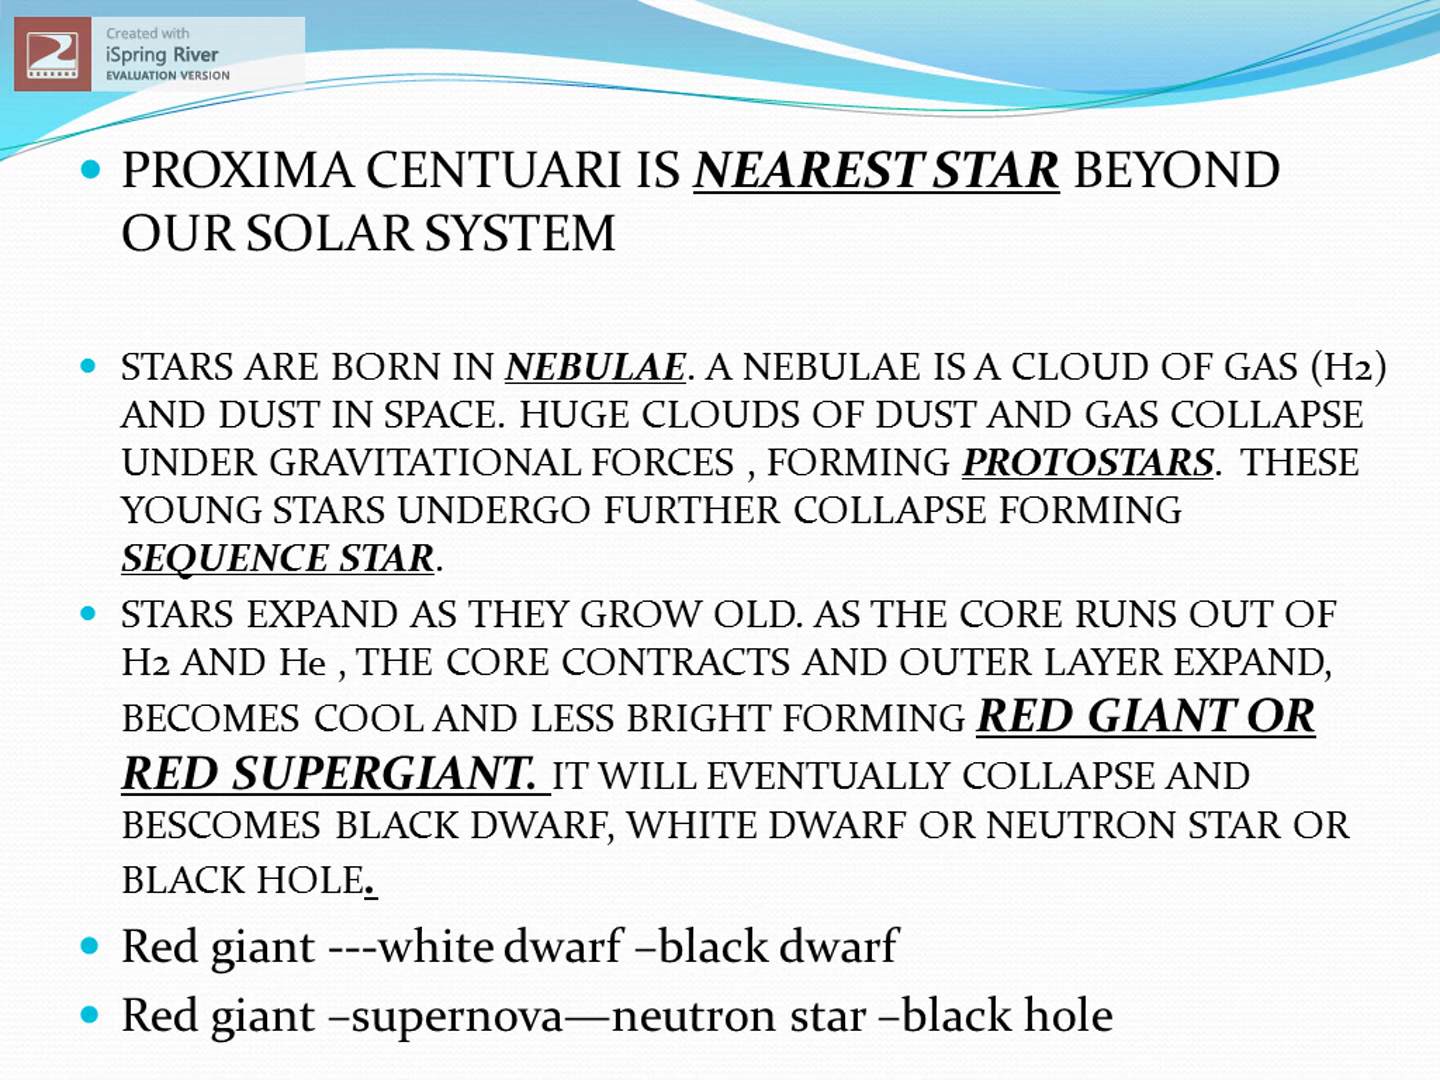 Created with
iSpring River
EVALUATION VERSION
PROXIMA CENTUARI IS NEAREST STAR BEYOND
OUR SOLAR SYSTEM
STARS ARE BORN IN NEBULAE. A NEBULAE IS A CLOUD OF GAS (H2)
AND DUST IN SPACE. HUGE CLOUDS OF DUST AND GAS COLLAPSE
UNDER GRAVITATIONAL FORCES , FORMING PROTOSTARS. THESE
YOUNG STARS UNDERGO FURTHER COLLAPSE FORMING
SEQUENCE STAR.
STARS EXPAND AS THEY GROW OLD. AS THE CORE RUNS OUT OF
H2 AND He , THE CORE CONTRACTS AND OUTER LAYER EXPAND,
BECOMES COOL AND LESS BRIGHT FORMING RED GIANT OR
RED SUPERGIANT. IT WILL EVENTUALLY COLLAPSE AND
BESCOMES BLACK DWARF, WHITE DWARF OR NEUTRON STAR OR
BLACK HOLE.
Red giant ---white dwarf –black dwarf
Red giant –supernova—neutron star –black hole